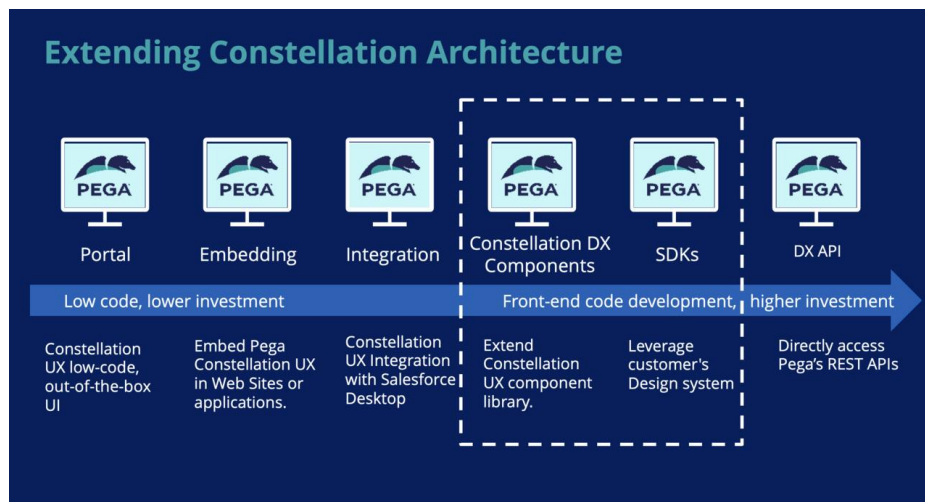 Extending Constellation Architecture
PEGA
PEGA
PEGA
PEGA
PEGA
PEGA
Portal
Embedding
Integration
Constellation DX
Components
SDKs
DX API
Low code, lower investment
Front-end code development, higher investment
Constellation
UX low-code,
out-of-the-box
UI
Embed Pega
Constellation UX
in Web Sites or
applications.
Constellation
UX Integration
with Salesforce
Desktop
Extend
Constellation
UX component
library.
Leverage
customer's
Design system
Directly access
Pega's REST APIs